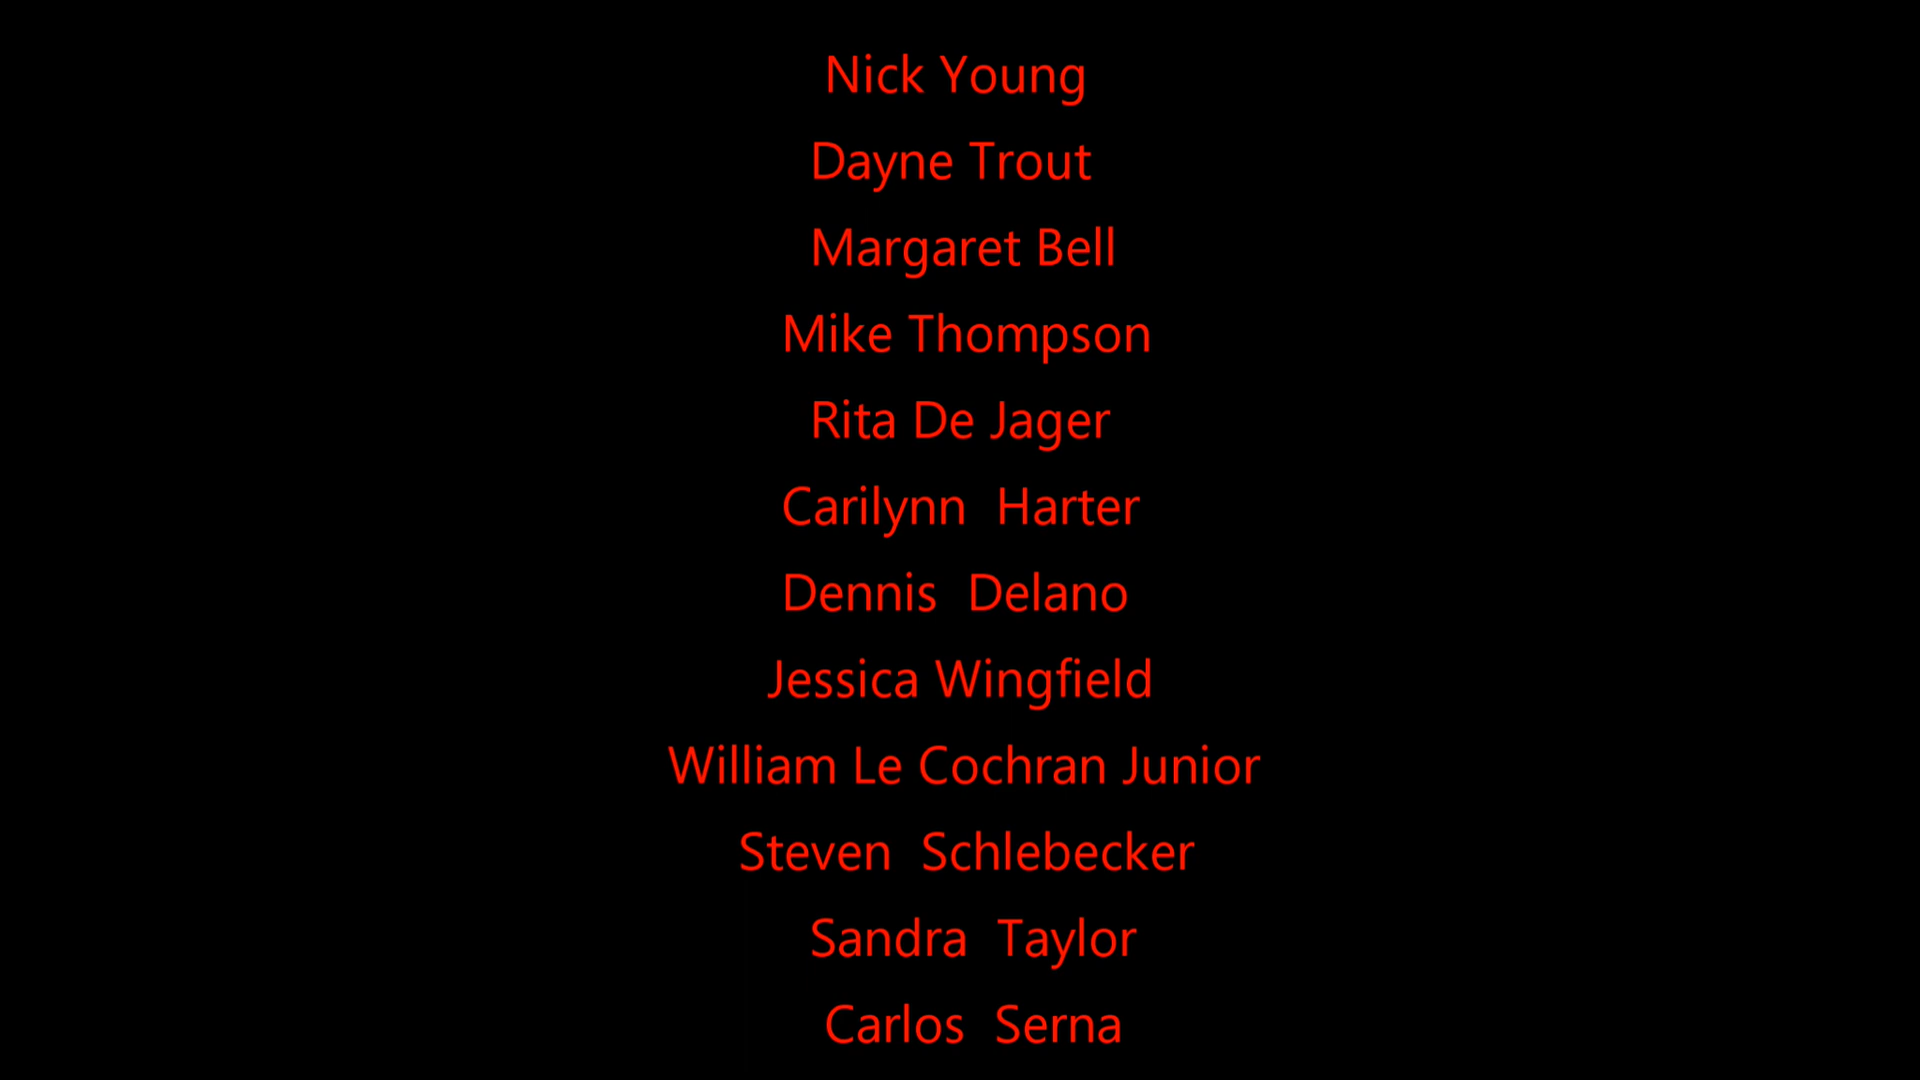 Nick Young
Dayne Trout
Margaret Bell
Mike Thompson
Rita De Jager
Carilynn  Harter
Dennis  Delano
Jessica Wingfield
William Le Cochran Junior
Steven  Schlebecker
Sandra  Taylor
Carlos  Serna